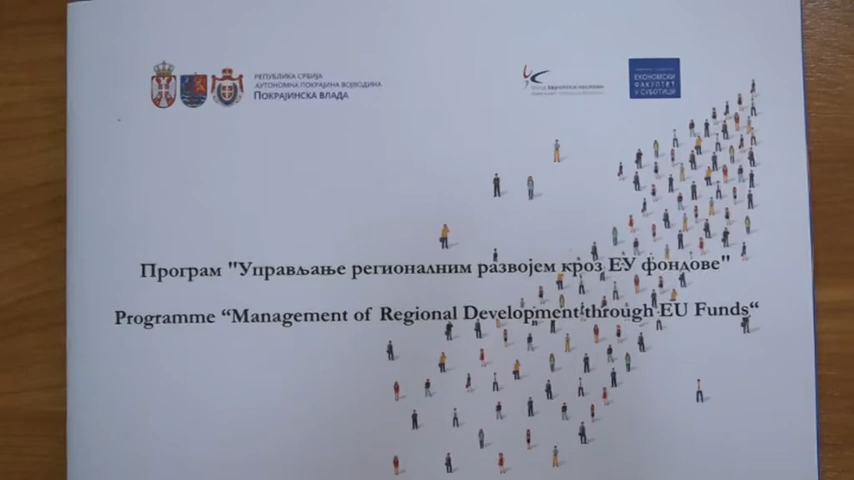 РЕПУБЛИКА СРБИЈА
АУТОНОМНА ПОКРАЈИНА ВОЈВОДИНА
ПОКРАЈИНСКА ВЛАДА
ЕКОНОМСКИ
ФАКУЛТЕТ
У СУБОТИЦИ
Програм "Управљање регионалним развојем кроз ЕУ фондове"
Programme “Management of Regional Development through EU Funds“